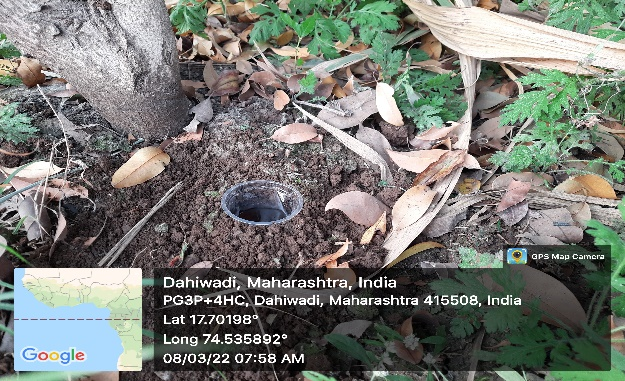 GPS Map Camera
Dahiwadi, Maharashtra, India
PG3P+4HC, Dahiwadi, Maharashtra 415508, India
Lat 17.70198°
Long 74.535892°
08/03/22 07:58 AM
Google